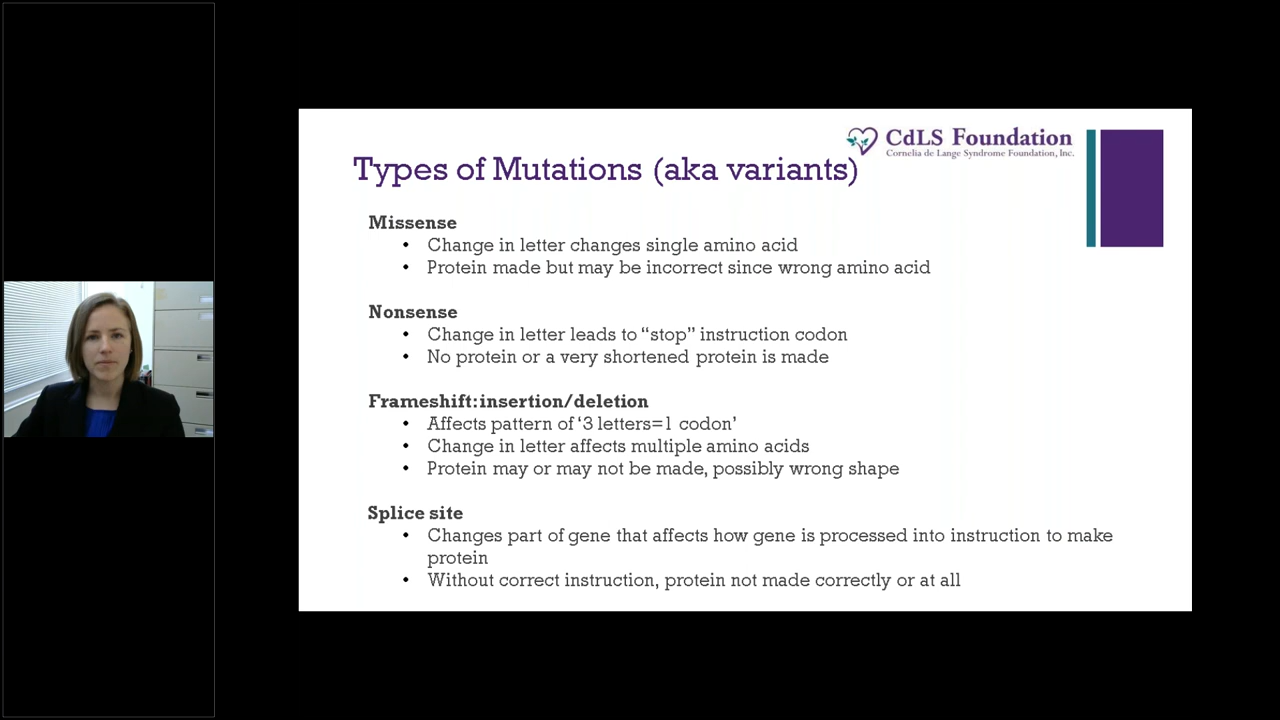 CdLS Foundation
Cornelia de Lange Syndrome Foundation, Inc.
Types of Mutations (aka variants)
Missense
• Change in letter changes single amino acid
• Protein made but may be incorrect since wrong amino acid
Nonsense
• Change in letter leads to “stop” instruction codon
• No protein or a very shortened protein is made
Frameshift: insertion/deletion
• Affects pattern of ‘3 letters=1 codon’
• Change in letter affects multiple amino acids
• Protein may or may not be made, possibly wrong shape
Splice site
• Changes part of gene that affects how gene is processed into instruction to make
protein
• Without correct instruction, protein not made correctly or at all